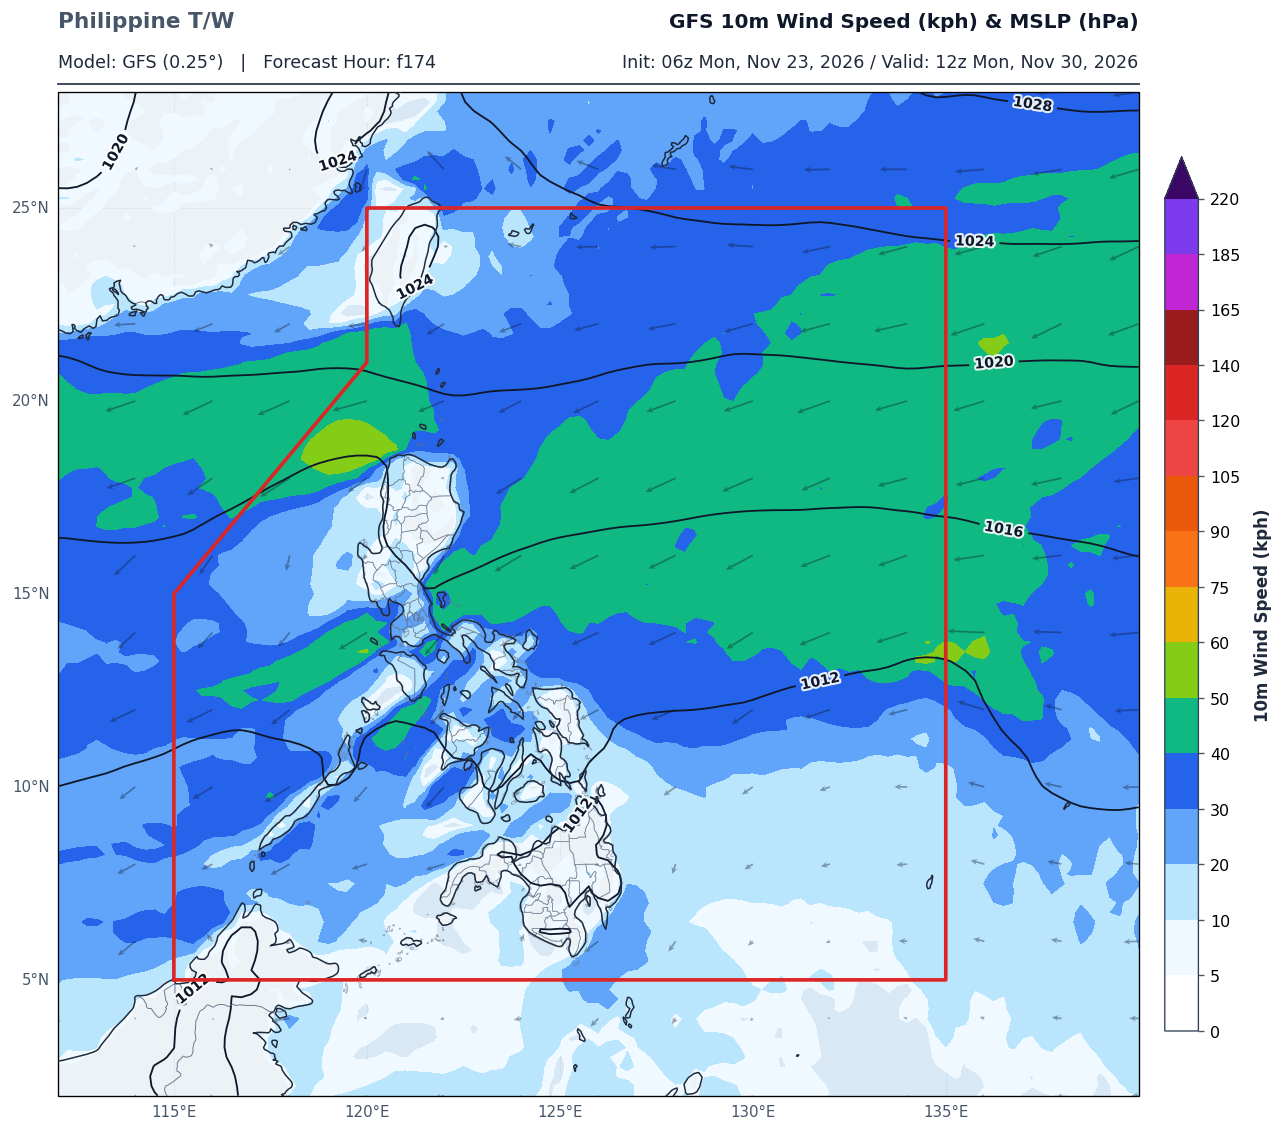 Philippine T/W
GFS 10m Wind Speed (kph) & MSLP (hPa)
Model: GFS (0.25°) | Forecast Hour: f174
Init: 06z Mon, Nov 23, 2026 / Valid: 12z Mon, Nov 30, 2026
1028
1020
1024
1024
1024
1020
1016
1012
1012
1012
25°N
20°N
15°N
10°N
5°N
115°E
120°E
125°E
130°E
135°E
220
185
165
140
120
105
90
75
60
50
40
30
20
10
5
0
10m Wind Speed (kph)